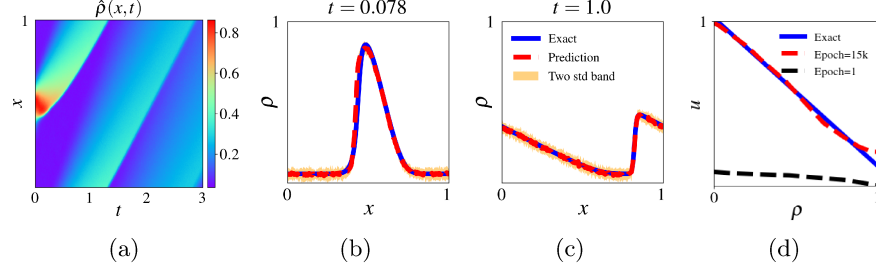 ρ̂(x, t)
1
x
0
0
1
2
3
t
0.8
0.6
0.4
0.2
(a)
t = 0.078
1
ρ
0
1
x
(b)
t = 1.0
1
ρ
Exact
Prediction
Two std band
0
1
x
(c)
1
u
Exact
Epoch=15k
Epoch=1
0
ρ
(d)